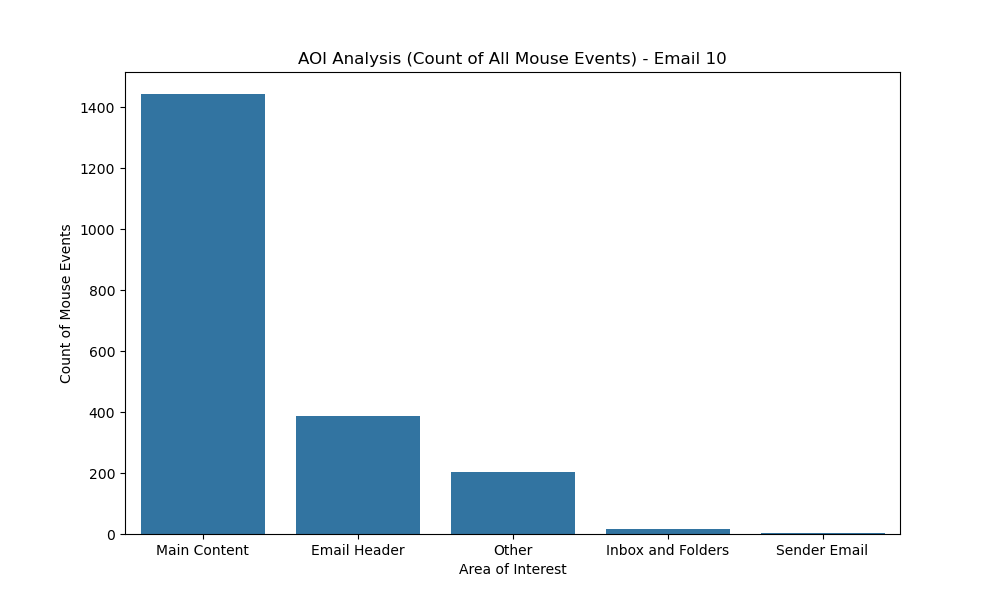 AOI Analysis (Count of All Mouse Events) - Email 10
Count of Mouse Events
1400
1200
1000
800
600
400
200
0
Main Content
Email Header
Other
Inbox and Folders
Sender Email
Area of Interest